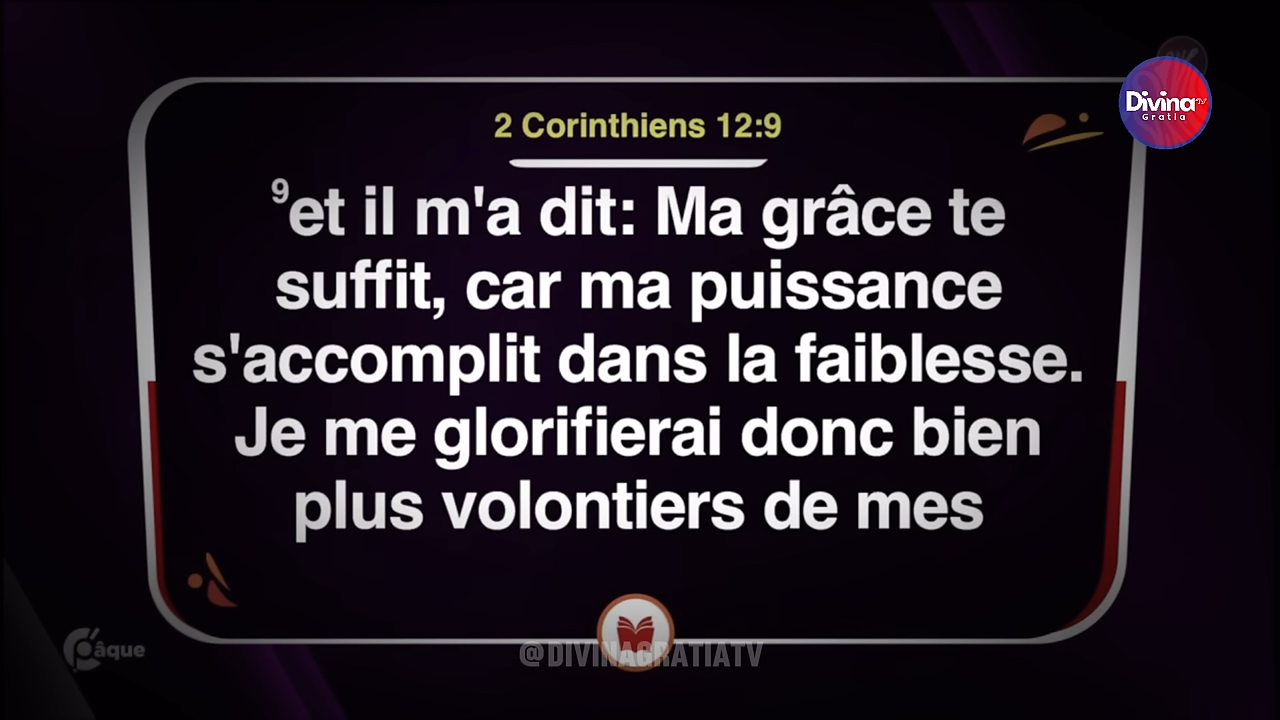 Divina TV
Gratia
2 Corinthiens 12:9
9et il m'a dit: Ma grâce te
suffit, car ma puissance
s'accomplit dans la faiblesse.
Je me glorifierai donc bien
plus volontiers de mes
Pâque
@DIVINAGRATIATV